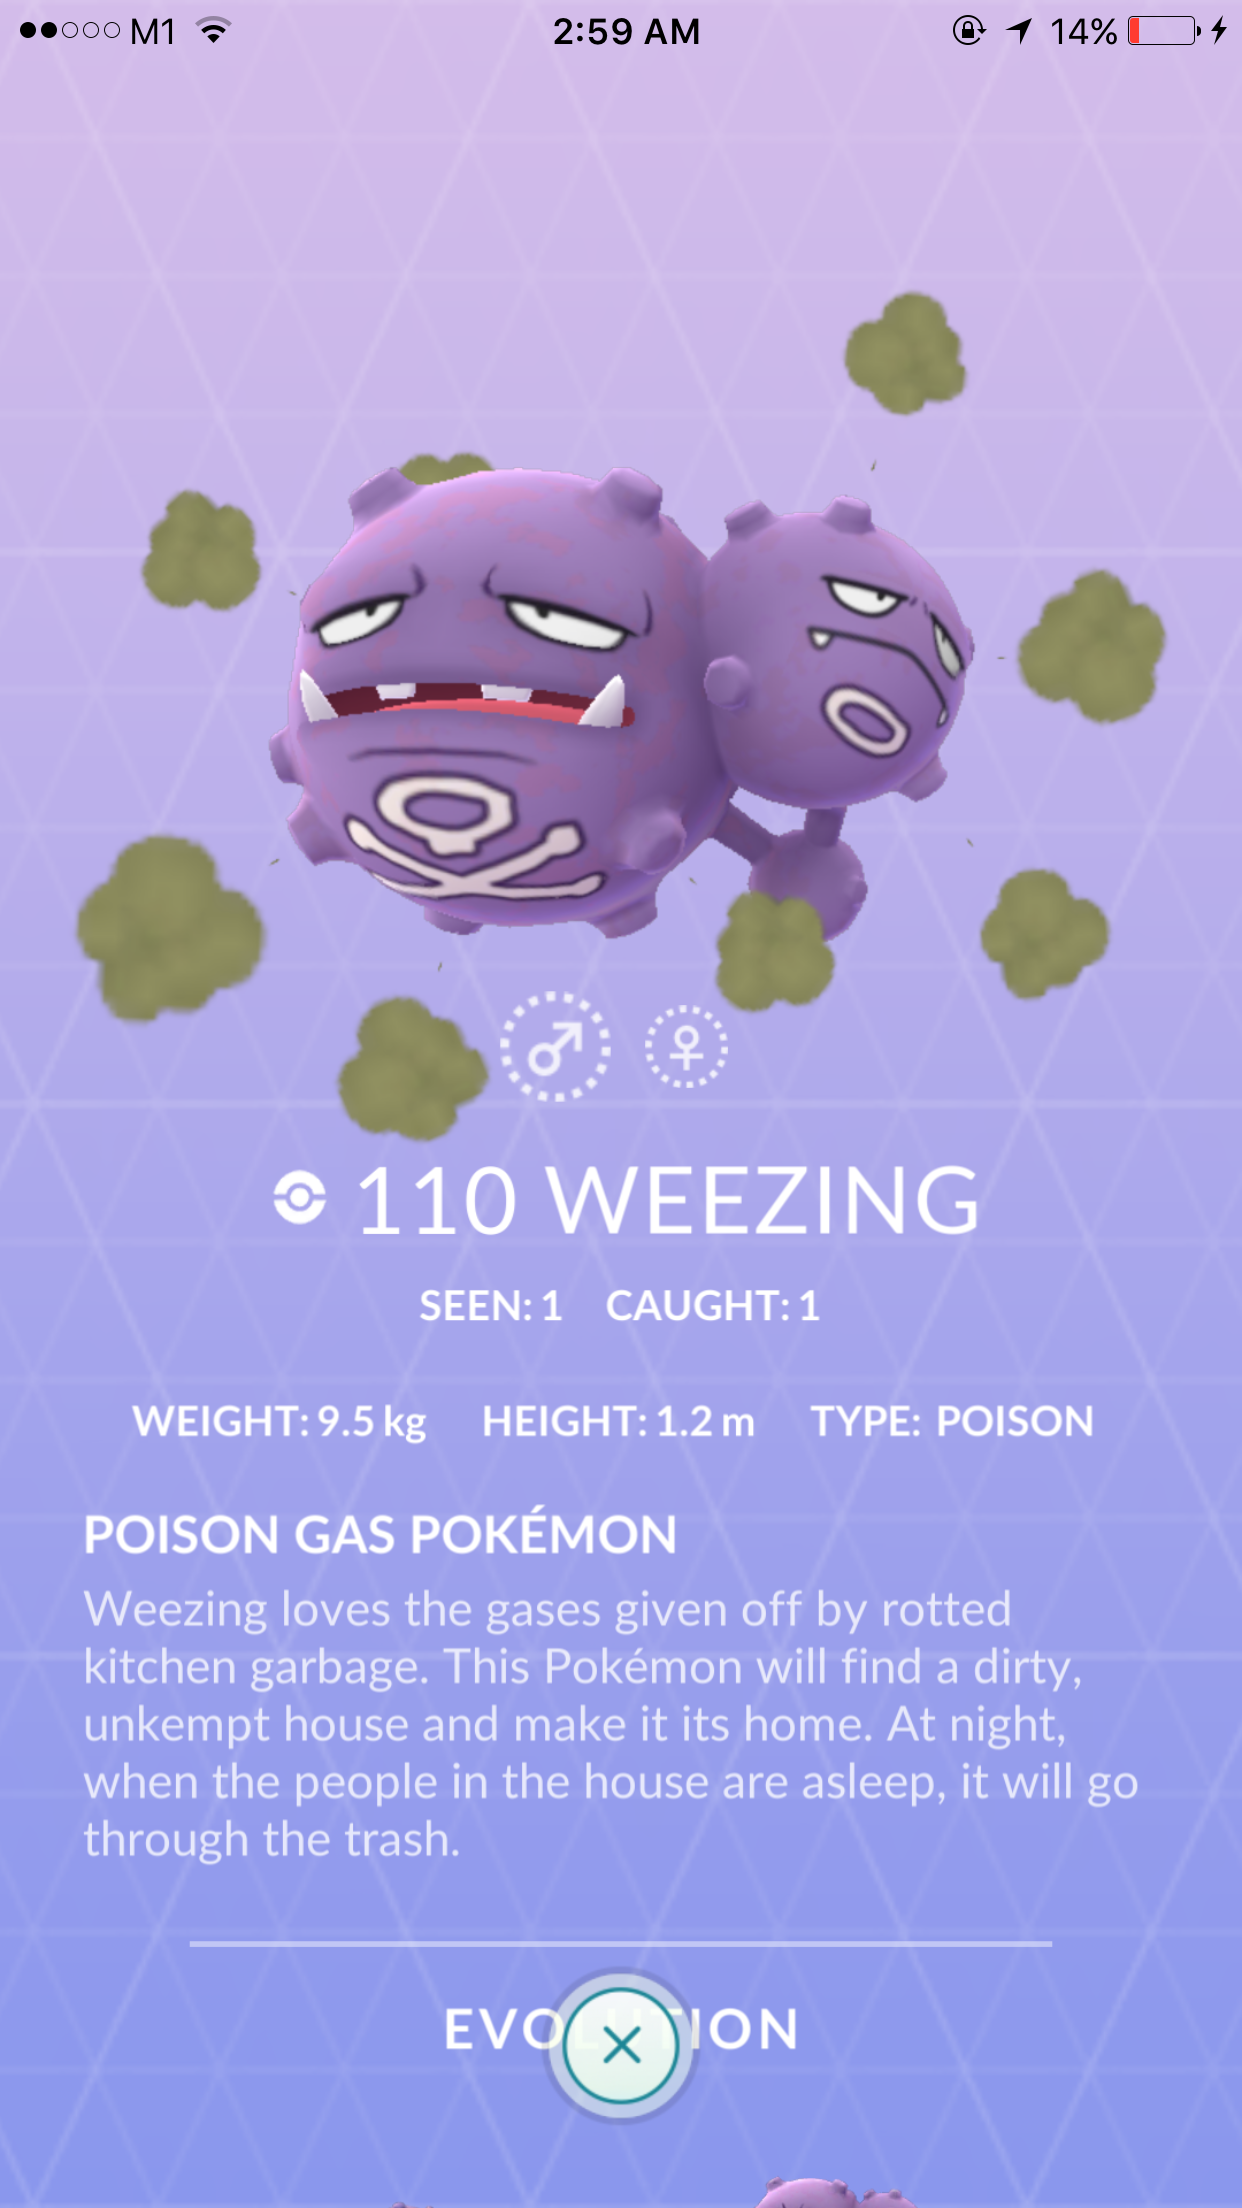 M1 2:59 AM 14%
110 WEEZING
SEEN: 1 CAUGHT: 1
WEIGHT: 9.5 kg HEIGHT: 1.2 m TYPE: POISON
POISON GAS POKÉMON
Weezing loves the gases given off by rotted
kitchen garbage. This Pokémon will find a dirty,
unkempt house and make it its home. At night,
when the people in the house are asleep, it will go
through the trash.
EVOLUTION